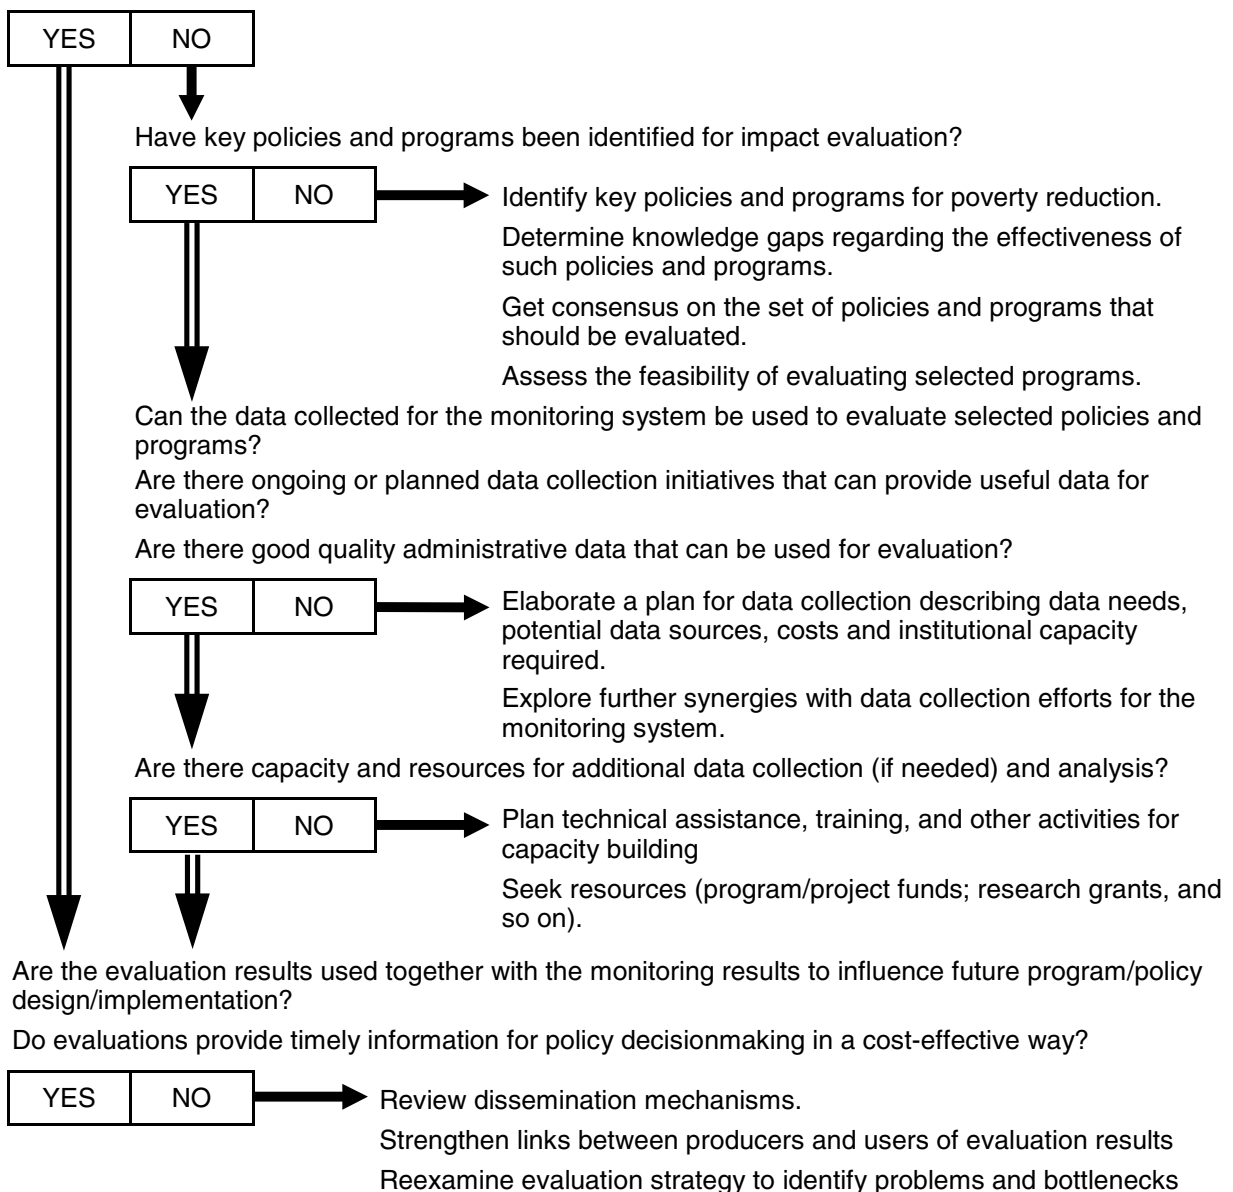 YES NO
Have key policies and programs been identified for impact evaluation?
YES NO
Identify key policies and programs for poverty reduction.
Determine knowledge gaps regarding the effectiveness of
such policies and programs.
Get consensus on the set of policies and programs that
should be evaluated.
Assess the feasibility of evaluating selected programs.
Can the data collected for the monitoring system be used to evaluate selected policies and
programs?
Are there ongoing or planned data collection initiatives that can provide useful data for
evaluation?
Are there good quality administrative data that can be used for evaluation?
YES NO
Elaborate a plan for data collection describing data needs,
potential data sources, costs and institutional capacity
required.
Explore further synergies with data collection efforts for the
monitoring system.
Are there capacity and resources for additional data collection (if needed) and analysis?
YES NO
Plan technical assistance, training, and other activities for
capacity building
Seek resources (program/project funds; research grants, and
so on).
Are the evaluation results used together with the monitoring results to influence future program/policy
design/implementation?
Do evaluations provide timely information for policy decisionmaking in a cost-effective way?
YES NO
Review dissemination mechanisms.
Strengthen links between producers and users of evaluation results
Reexamine evaluation strategy to identify problems and bottlenecks